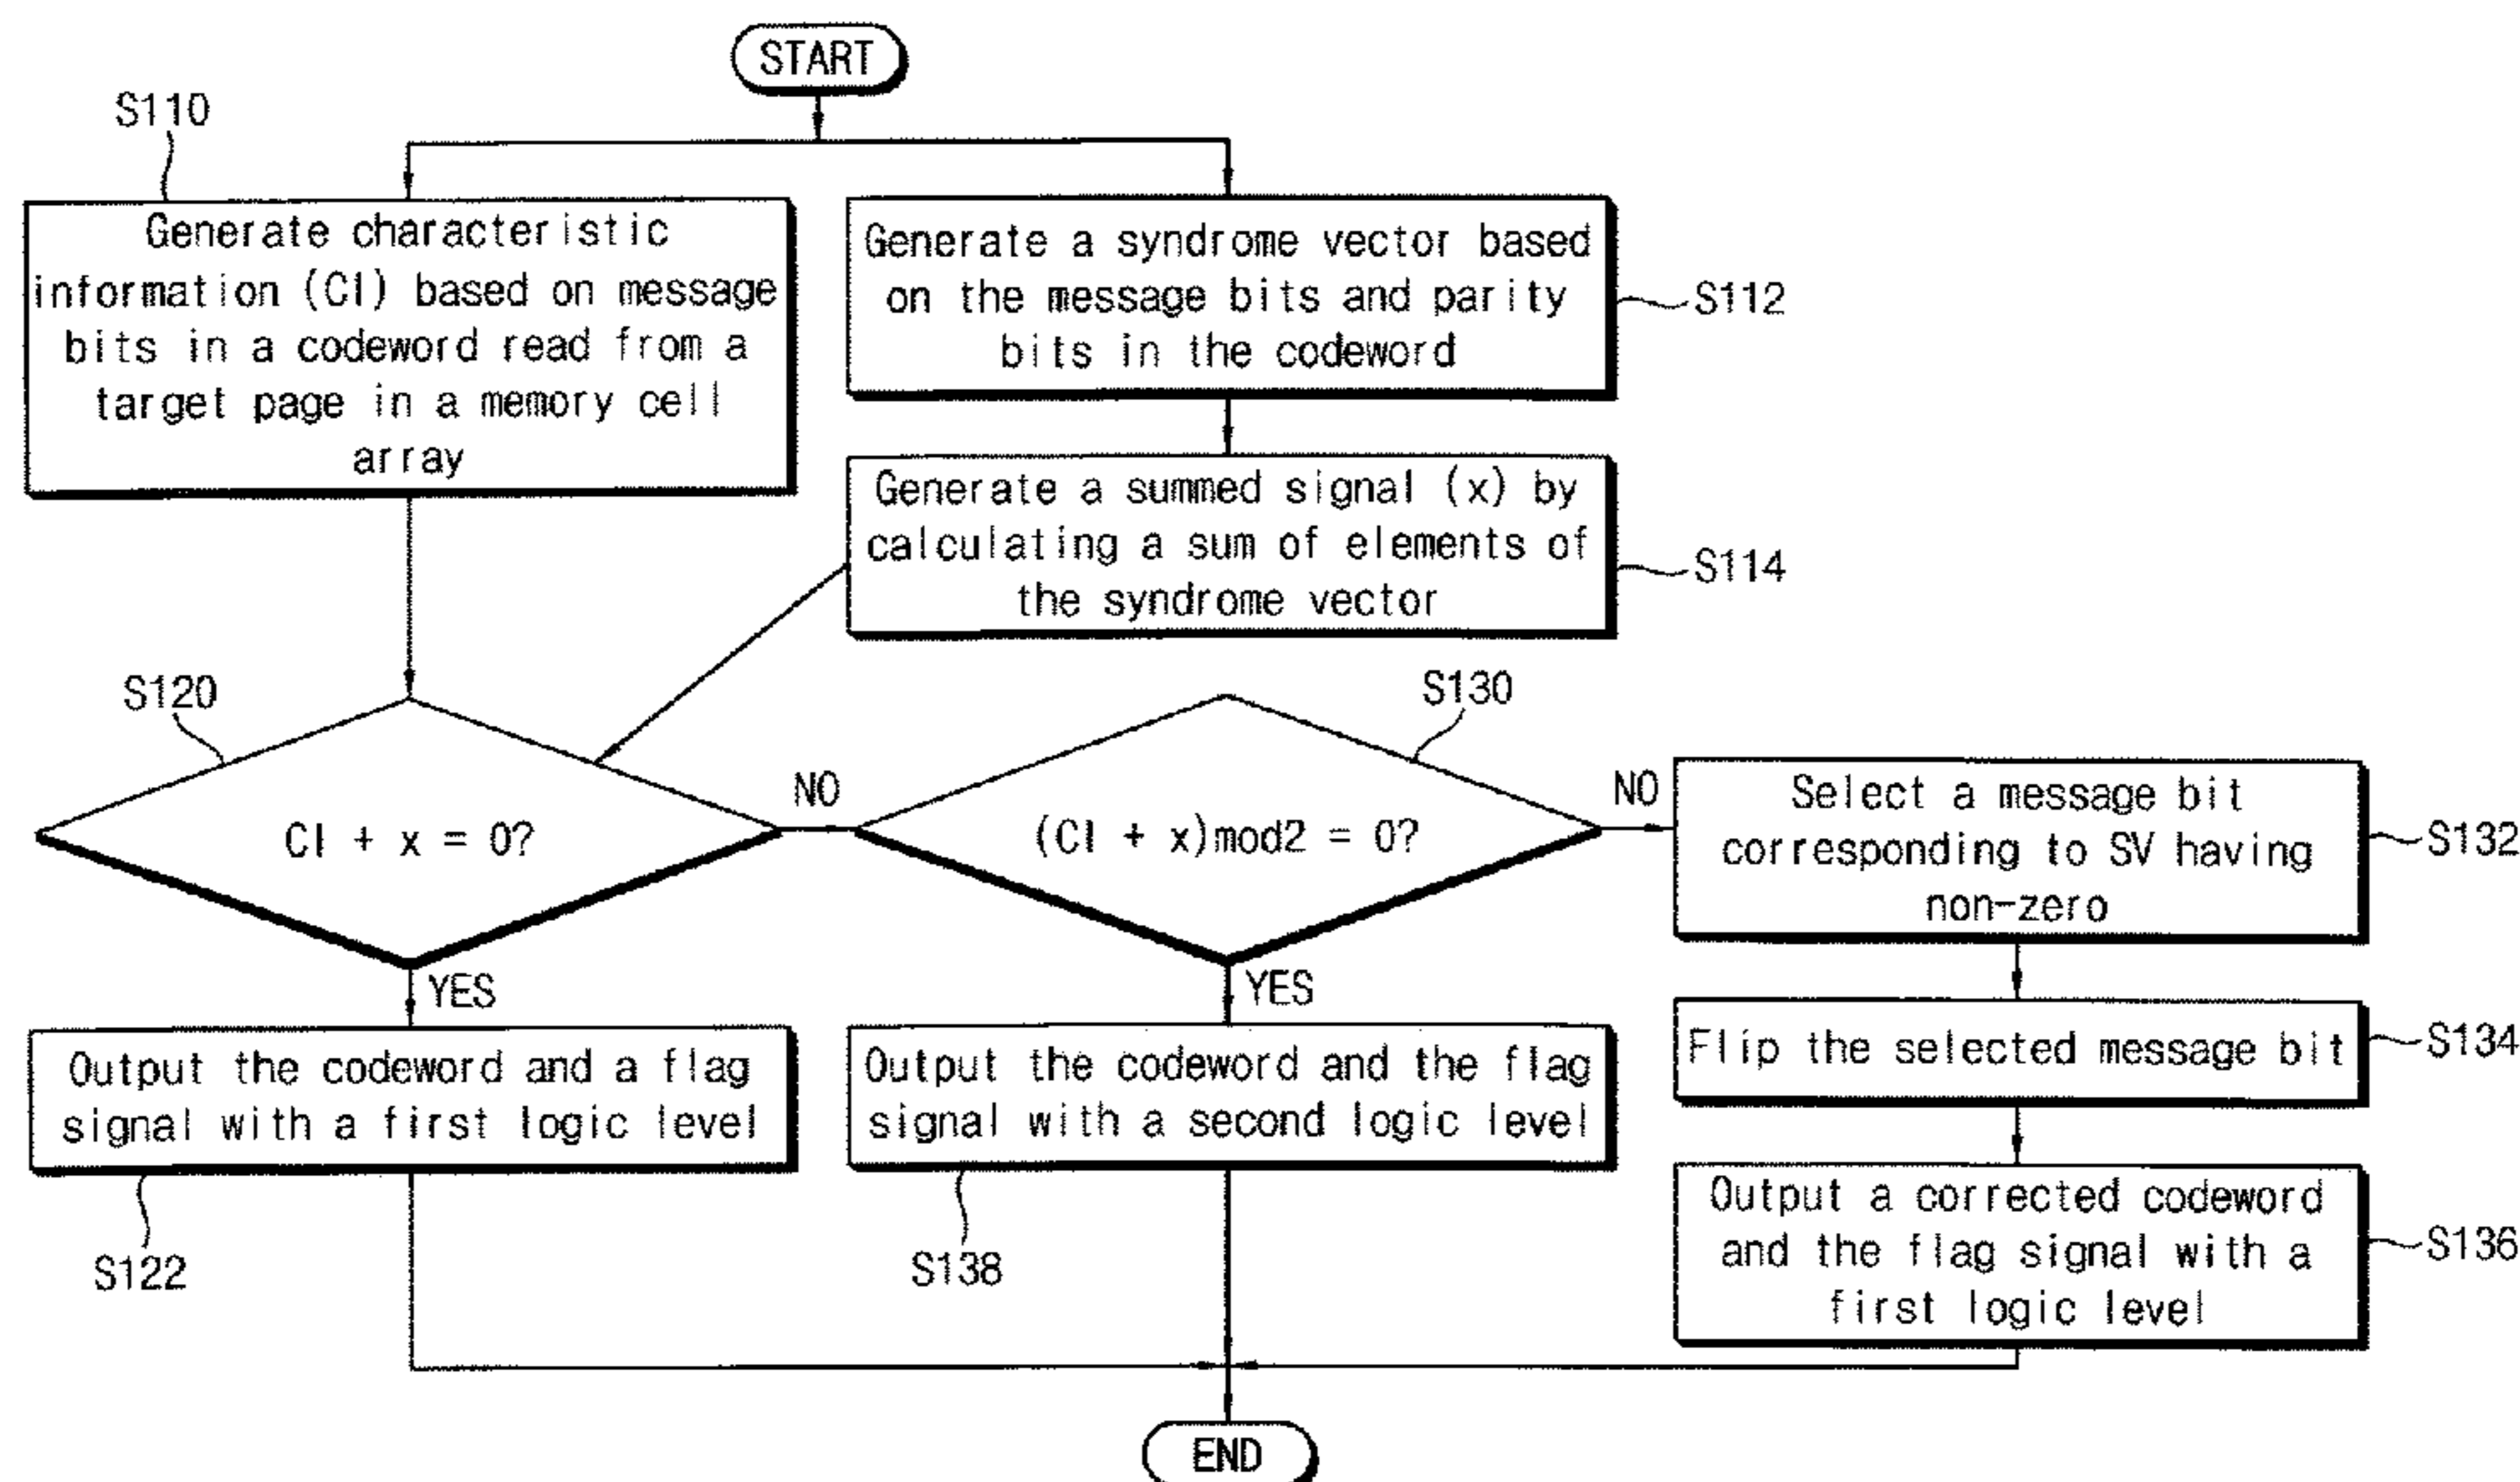 START
S110
Generate characteristic
information (CI) based on message
bits in a codeword read from a
target page in a memory cell
array
Generate a syndrome vector based
on the message bits and parity
bits in the codeword
S112
Generate a summed signal (x) by
calculating a sum of elements of
the syndrome vector
S114
S120
CI + x = 0?
NO
S130
(CI + x)mod2 = 0?
NO
Select a message bit
corresponding to SV having
non-zero
S132
YES
YES
Flip the selected message bit
S134
Output the codeword and a flag
signal with a first logic level
S122
Output the codeword and the flag
signal with a second logic level
S138
Output a corrected codeword
and the flag signal with a
first logic level
S136
END